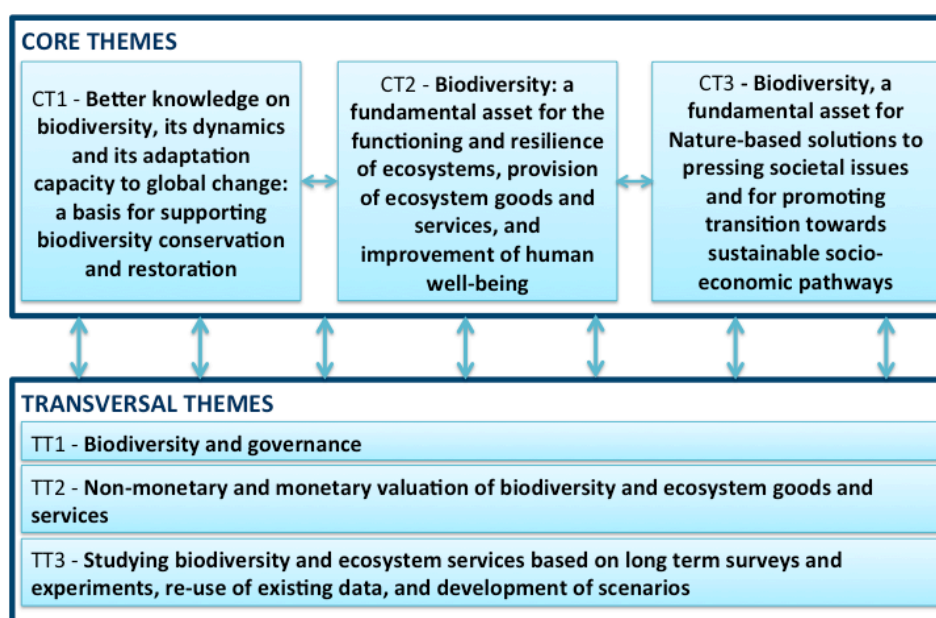 CORE THEMES
CT1 - Better knowledge on
biodiversity, its dynamics
and its adaptation
capacity to global change:
a basis for supporting
biodiversity conservation
and restoration
CT2 - Biodiversity: a
fundamental asset for the
functioning and resilience
of ecosystems, provision
of ecosystem goods and
services, and
improvement of human
well-being
CT3 - Biodiversity, a
fundamental asset for
Nature-based solutions to
pressing societal issues
and for promoting
transition towards
sustainable socio-
economic pathways
TRANSVERSAL THEMES
TT1 - Biodiversity and governance
TT2 - Non-monetary and monetary valuation of biodiversity and ecosystem goods and
services
TT3 - Studying biodiversity and ecosystem services based on long term surveys and
experiments, re-use of existing data, and development of scenarios